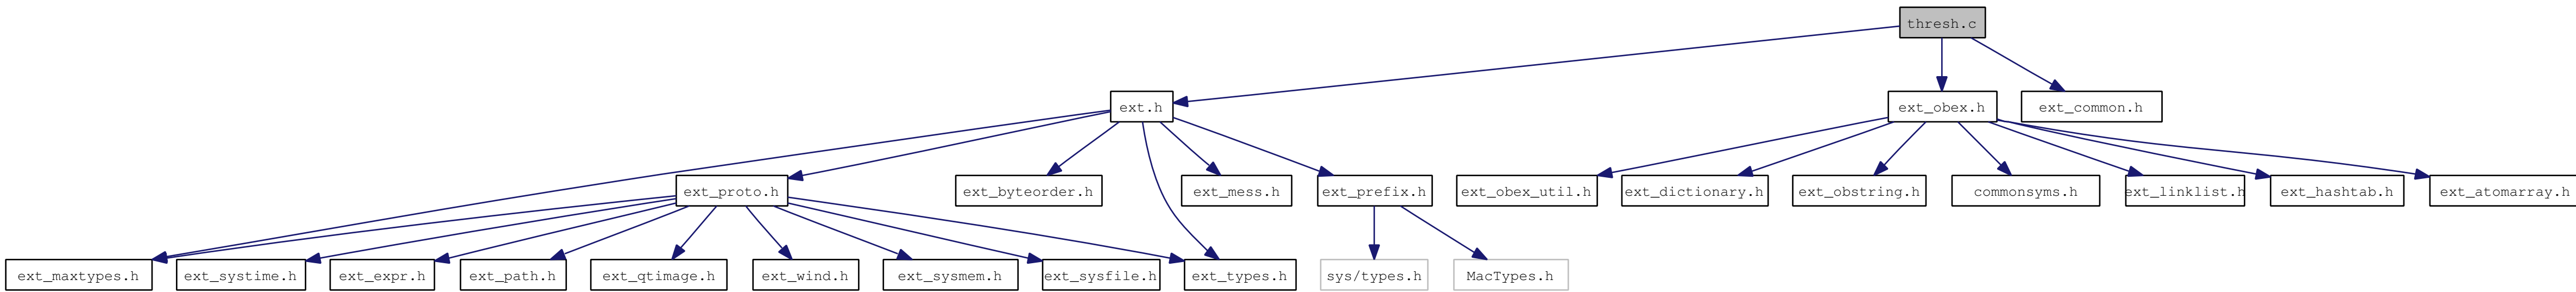 thresh.c
ext.h
ext_obex.h
ext_common.h
ext_proto.h
ext_byteorder.h
ext_mess.h
ext_prefix.h
ext_obex_util.h
ext_dictionary.h
ext_obstring.h
commonsyms.h
ext_linklist.h
ext_hashtab.h
ext_atomarray.h
ext_maxtypes.h
ext_systime.h
ext_expr.h
ext_path.h
ext_qtimage.h
ext_wind.h
ext_sysmem.h
ext_sysfile.h
ext_types.h
sys/types.h
MacTypes.h